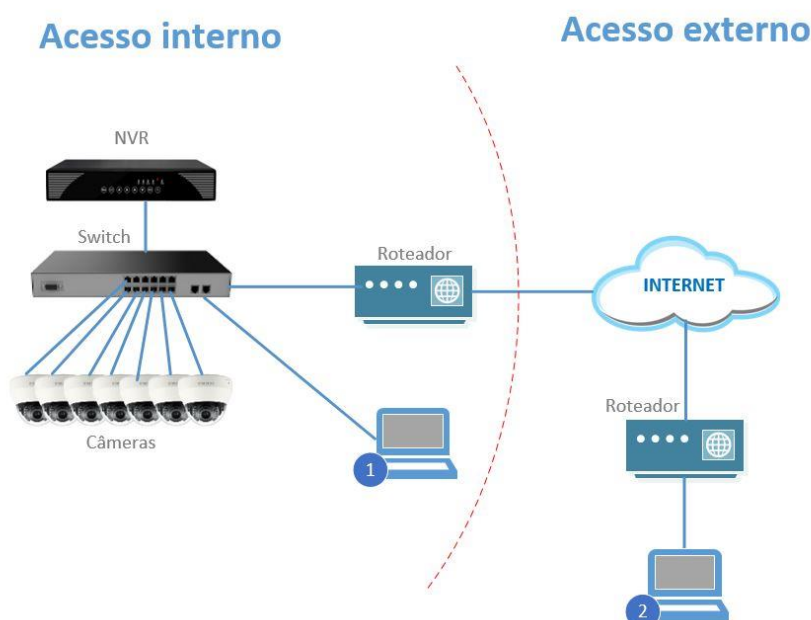 Acesso interno
Acesso externo
NVR
Switch
Roteador
INTERNET
Câmeras
1
Roteador
2